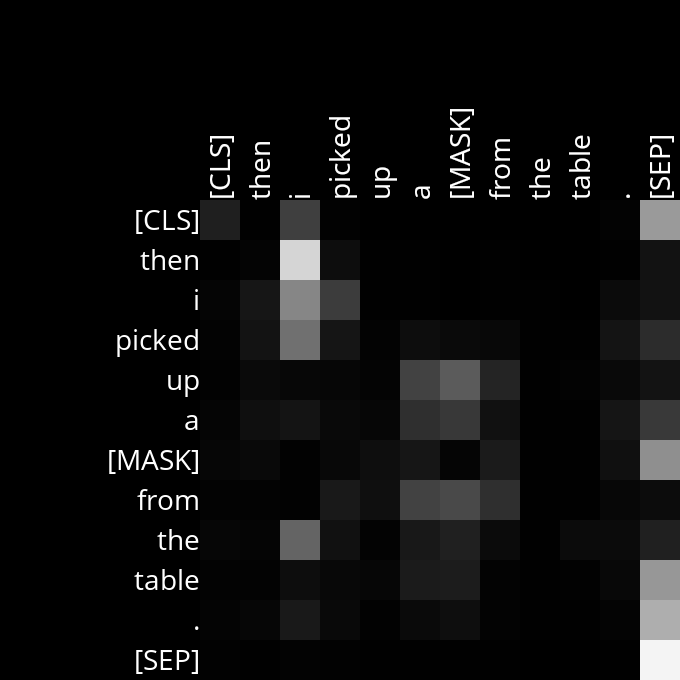 [CLS] then i picked up a [MASK] from the table . [SEP]
[CLS]
then
i
picked
up
a
[MASK]
from
the
table
.
[SEP]